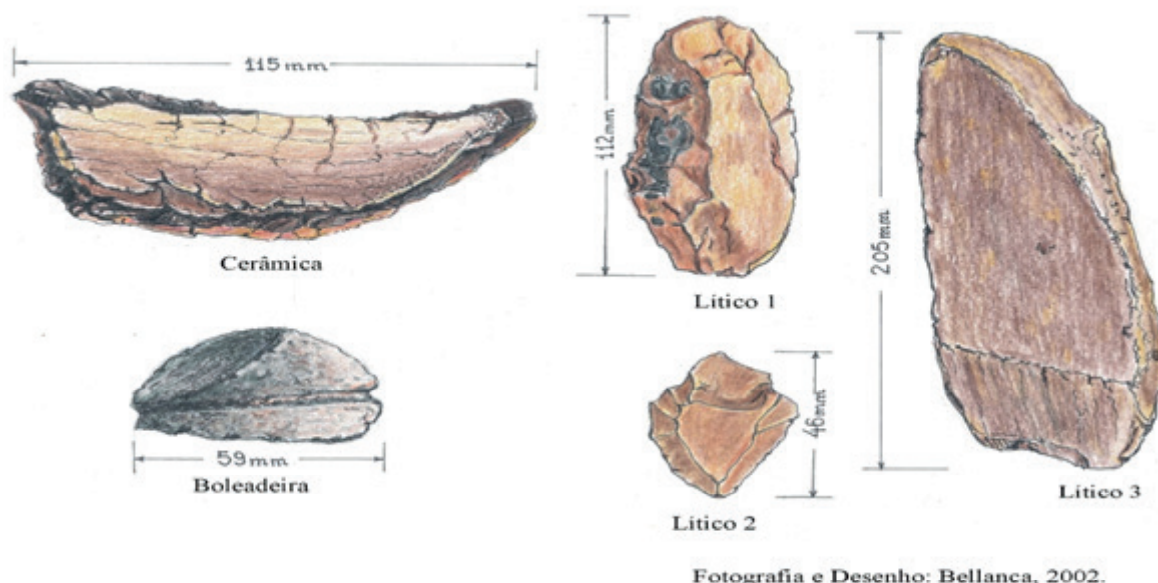 115 mm
Cerâmica
59 mm
Boleadeira
112 mm
Lítico 1
46 mm
Lítico 2
205 mm
Lítico 3
Fotografia e Desenho: Bellanca, 2002.